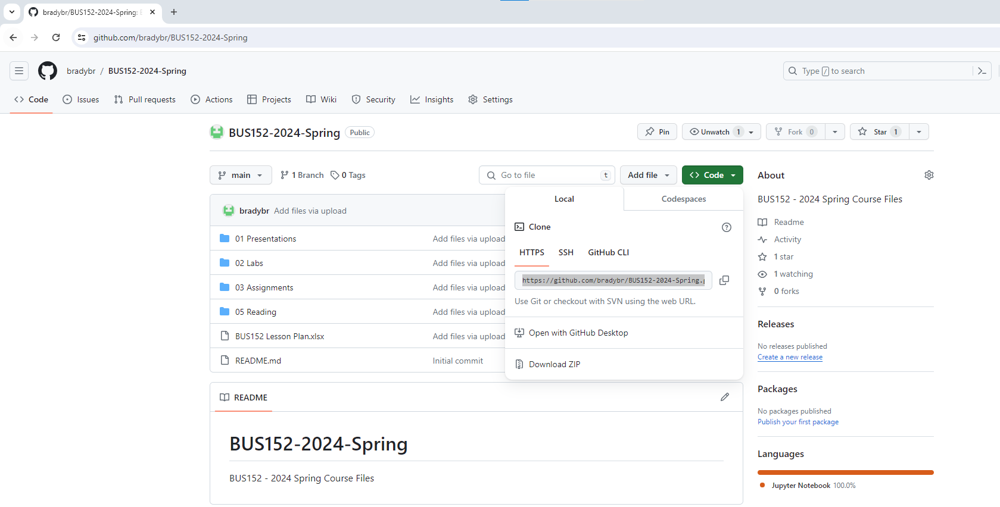 bradybr/BUS152-2024-Spring:
github.com/bradybr/BUS152-2024-Spring
bradybr / BUS152-2024-Spring
Type / to search
Code Issues Pull requests Actions Projects Wiki Security Insights Settings
BUS152-2024-Spring Public
Pin Unwatch 1 Fork 0 Star 1
main 1 Branch 0 Tags Go to file t Add file Code
About
BUS152 - 2024 Spring Course Files
Readme
Activity
1 star
1 watching
0 forks
Releases
No releases published
Create a new release
Packages
No packages published
Publish your first package
Languages
Jupyter Notebook 100.0%
Local Codespaces
Clone
HTTPS SSH GitHub CLI
https://github.com/bradybr/BUS152-2024-Spring.g
Use Git or checkout with SVN using the web URL.
Open with GitHub Desktop
Download ZIP
bradybr Add files via upload
01 Presentations Add files via upload
02 Labs Add files via upload
03 Assignments Add files via upload
05 Reading Add files via upload
BUS152 Lesson Plan.xlsx Add files via upload
README.md Initial commit
README
BUS152-2024-Spring
BUS152 - 2024 Spring Course Files